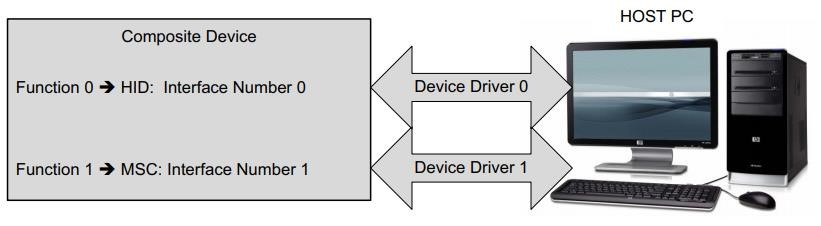 HOST PC
Composite Device
Function 0 ➔ HID: Interface Number 0
Device Driver 0
Function 1 ➔ MSC: Interface Number 1
Device Driver 1